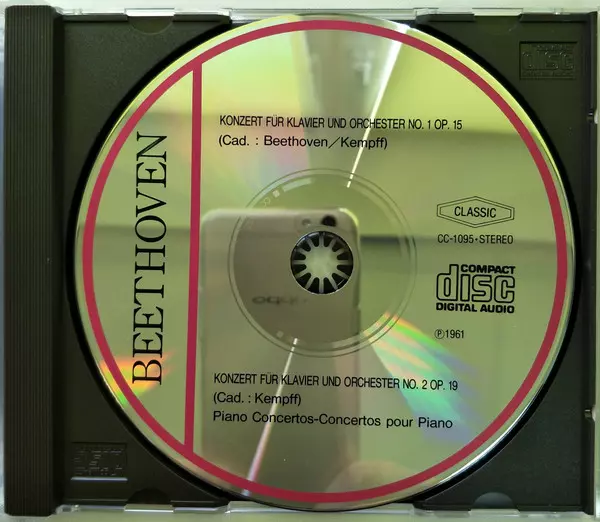 BEETHOVEN
KONZERT FÜR KLAVIER UND ORCHESTER NO. 1 OP. 15
(Cad. : Beethoven/Kempff)
CLASSIC
CC-1095・STEREO
COMPACT
disc
DIGITAL AUDIO
Ⓟ1961
KONZERT FÜR KLAVIER UND ORCHESTER NO. 2 OP. 19
(Cad. : Kempff)
Piano Concertos-Concertos pour Piano